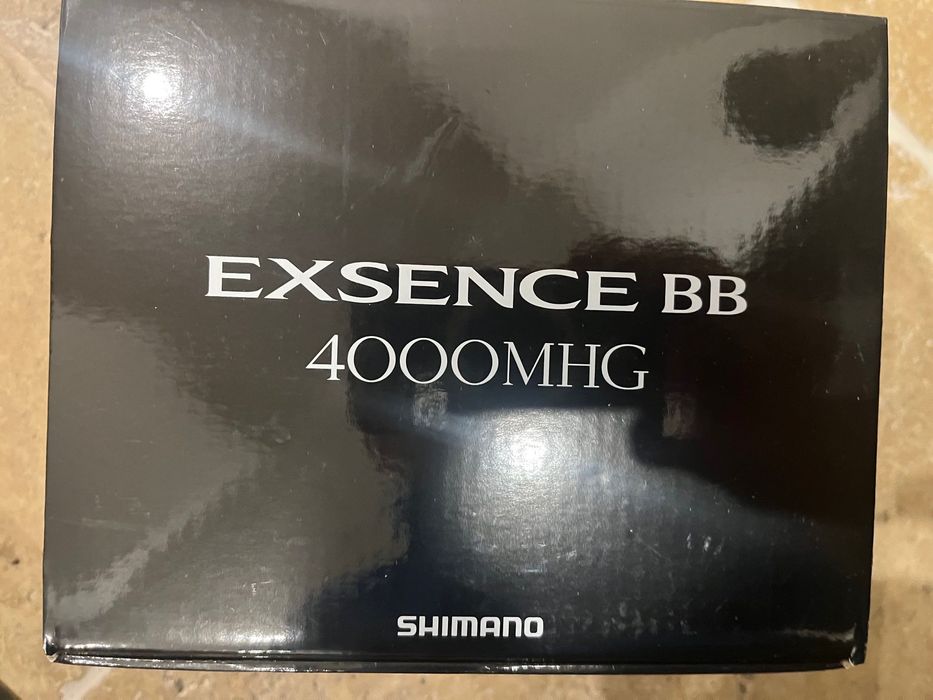 EXSENCE BB
4000MHG
SHIMANO